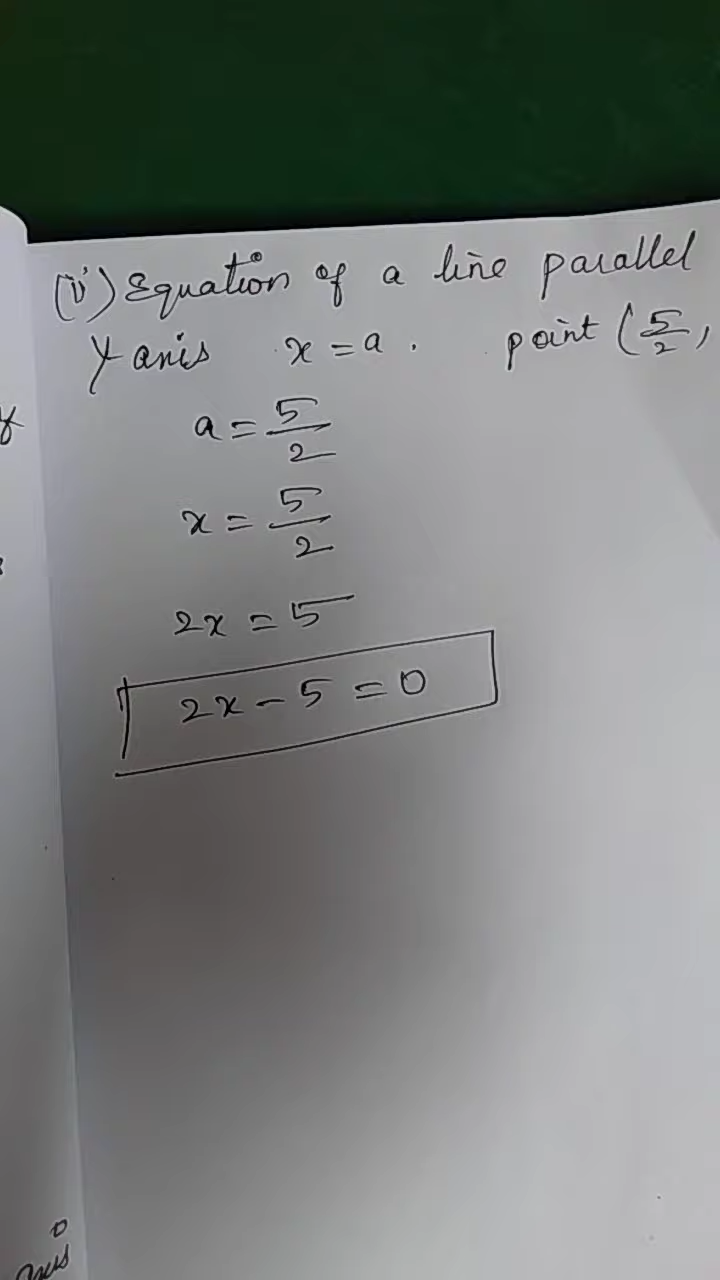 (ii) Equation of a line parallel
Y axis x = a . point (5/2,
a = 5/2
x = 5/2
2x = 5
2x - 5 = 0